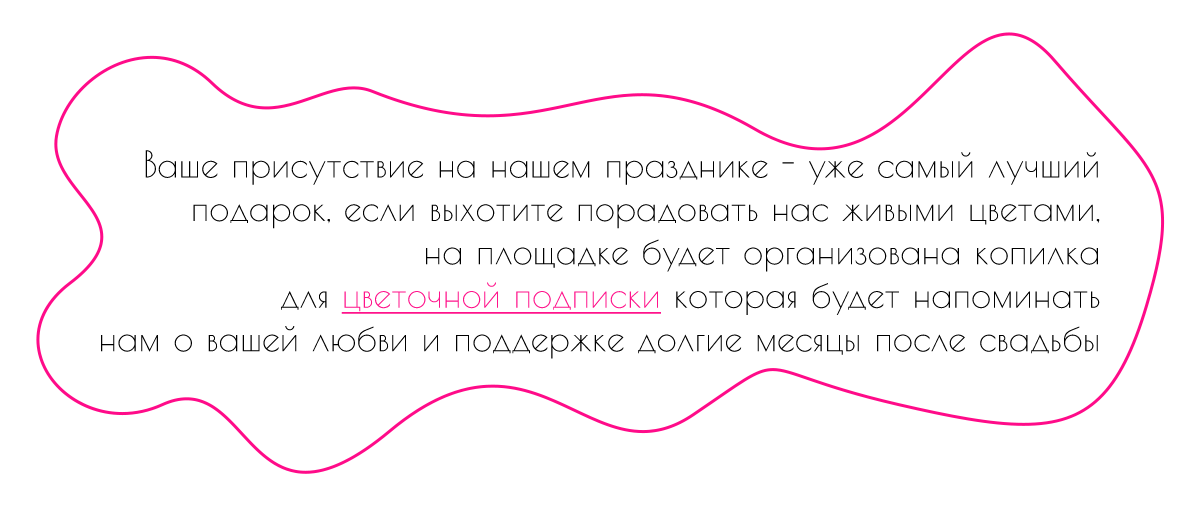 Ваше присутствие на нашем празднике - уже самый лучший
подарок, если выхотите порадовать нас живыми цветами,
на площадке будет организована копилка
для цветочной подписки которая будет напоминать
нам о вашей любви и поддержке долгие месяцы после свадьбы